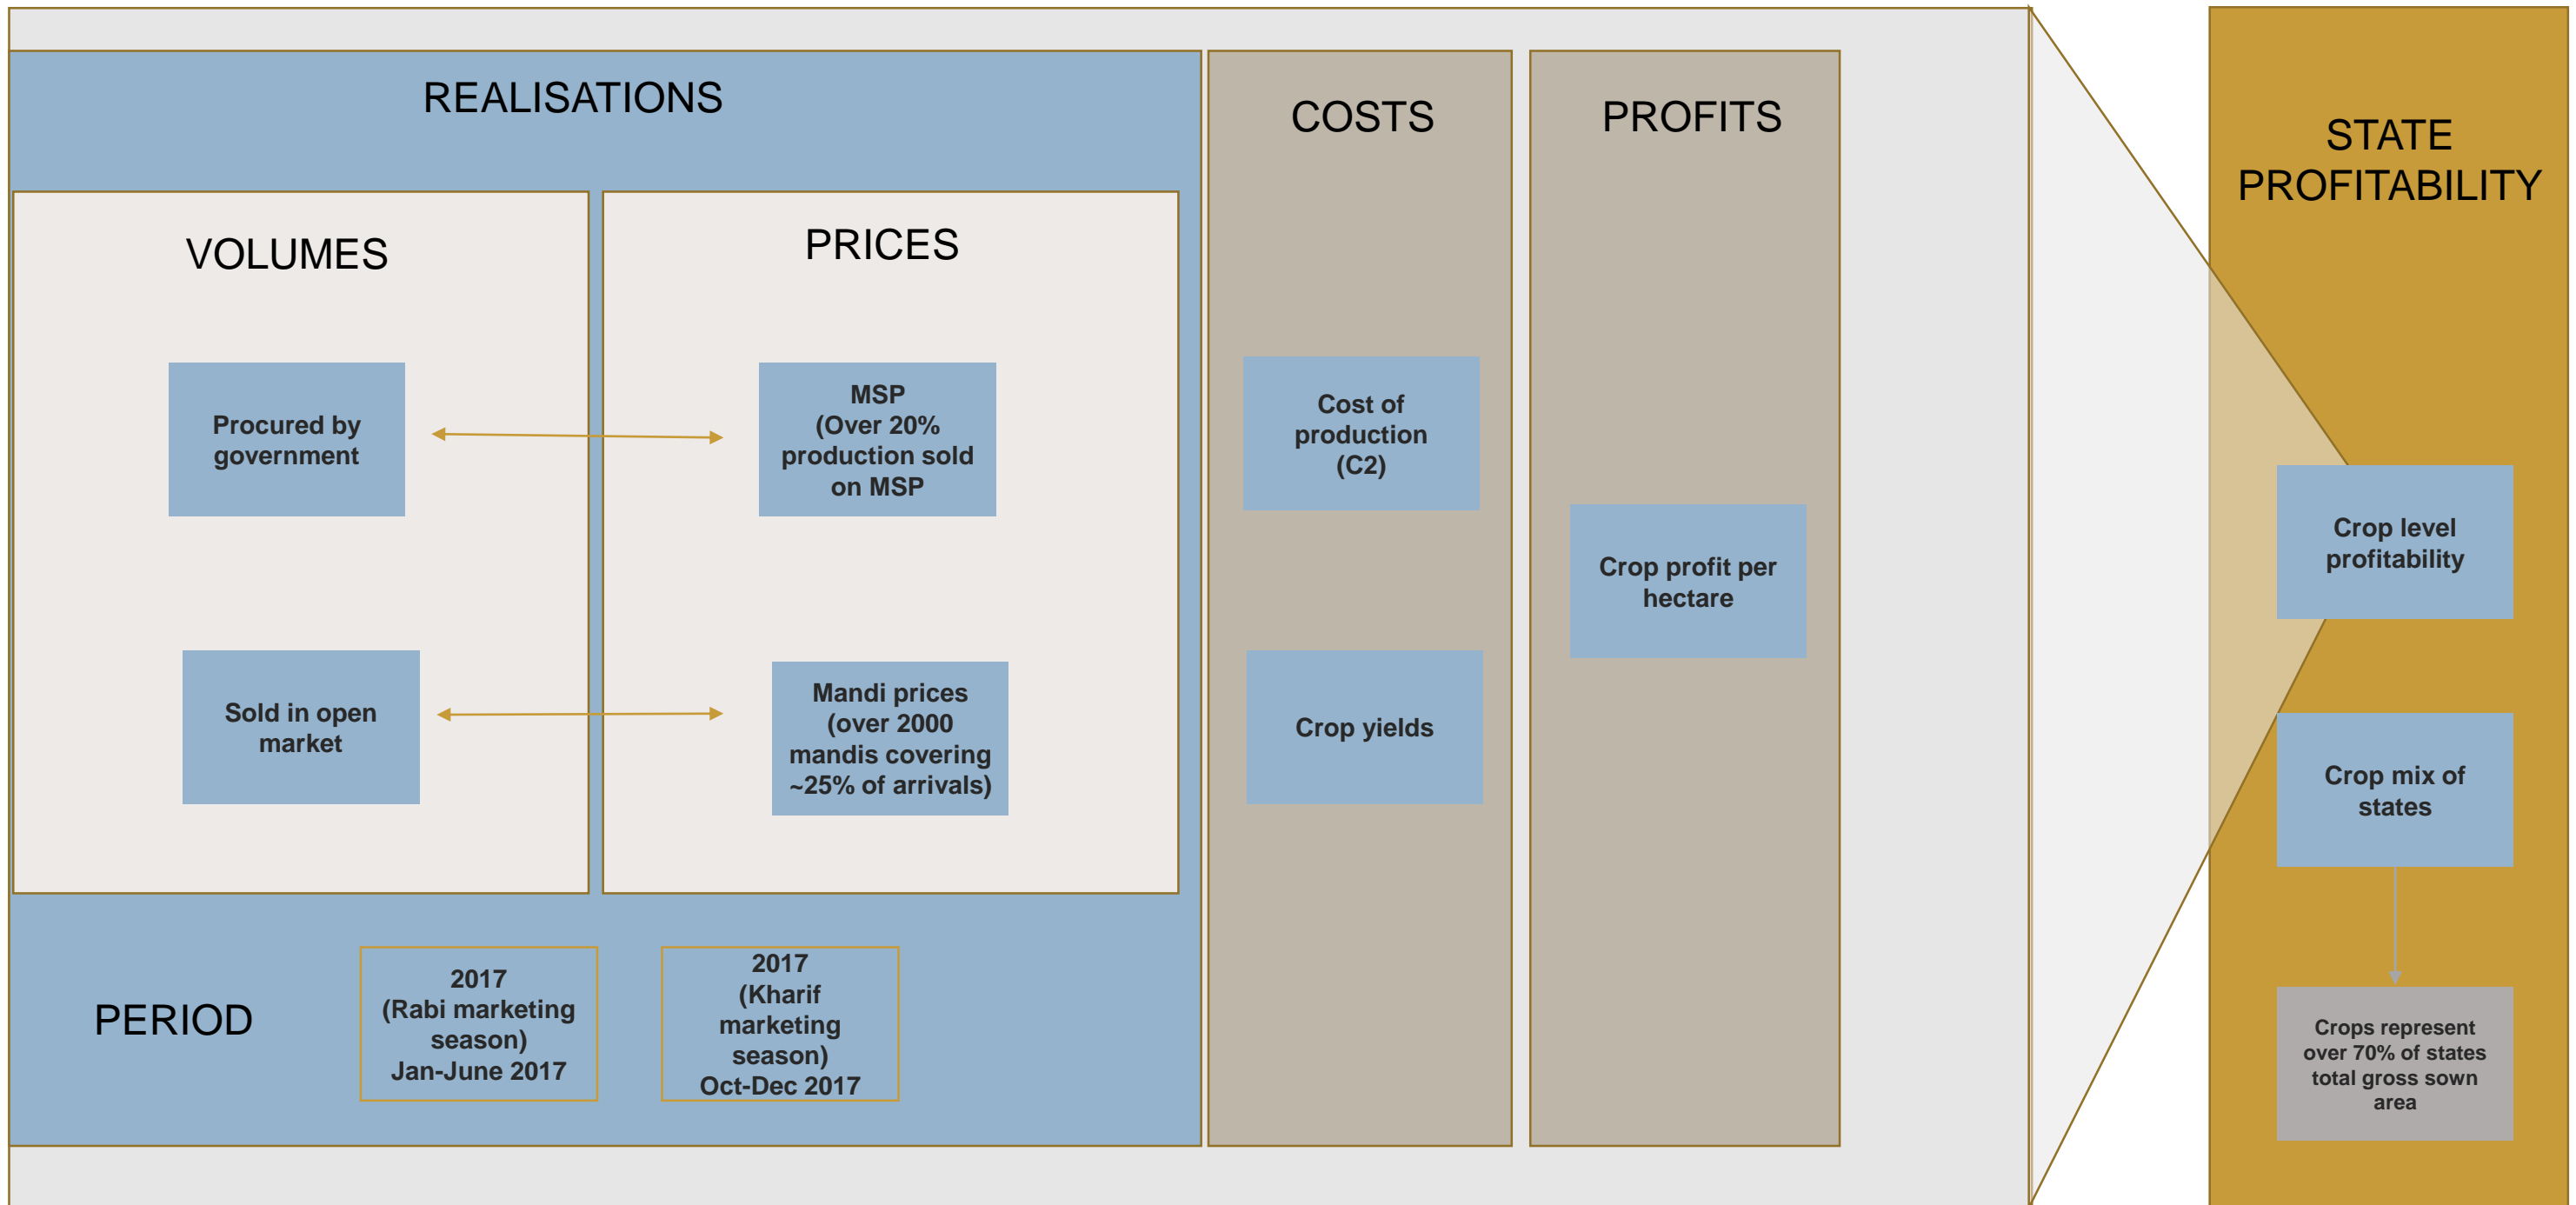 REALISATIONS
VOLUMES
Procured by
government
Sold in open
market
PRICES
MSP
(Over 20%
production sold
on MSP
Mandi prices
(over 2000
mandis covering
~25% of arrivals)
PERIOD
2017
(Rabi marketing
season)
Jan-June 2017
2017
(Kharif
marketing
season)
Oct-Dec 2017
COSTS
Cost of
production
(C2)
Crop yields
PROFITS
Crop profit per
hectare
STATE
PROFITABILITY
Crop level
profitability
Crop mix of
states
Crops represent
over 70% of states
total gross sown
area